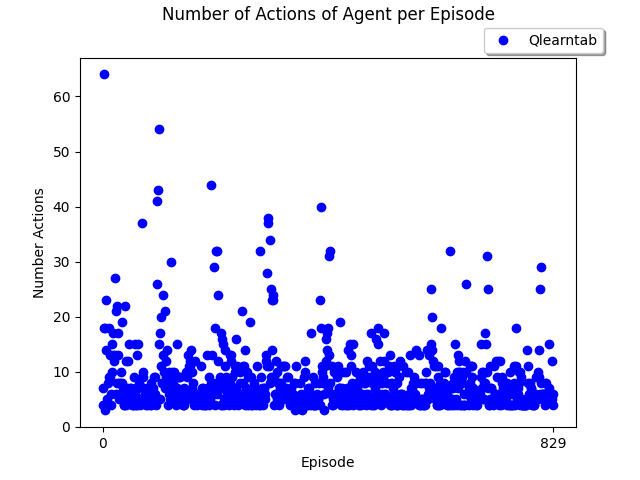 Number of Actions of Agent per Episode
Qlearntab
60
50
40
30
20
10
0
Number Actions
0 829
Episode